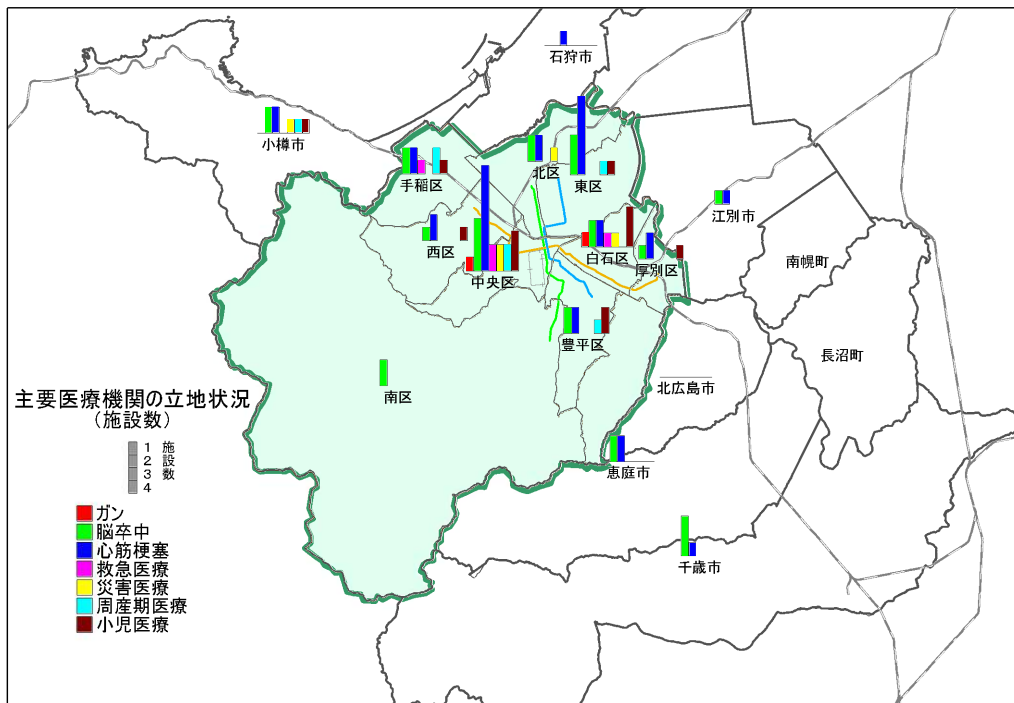 石狩市
小樽市
手稲区
北区
東区
江別市
西区
白石区
厚別区
中央区
南幌町
豊平区
長沼町
南区
北広島市
主要医療機関の立地状況
(施設数)
1 施
2 設
3 数
4
恵庭市
千歳市
ガン
脳卒中
心筋梗塞
救急医療
災害医療
周産期医療
小児医療